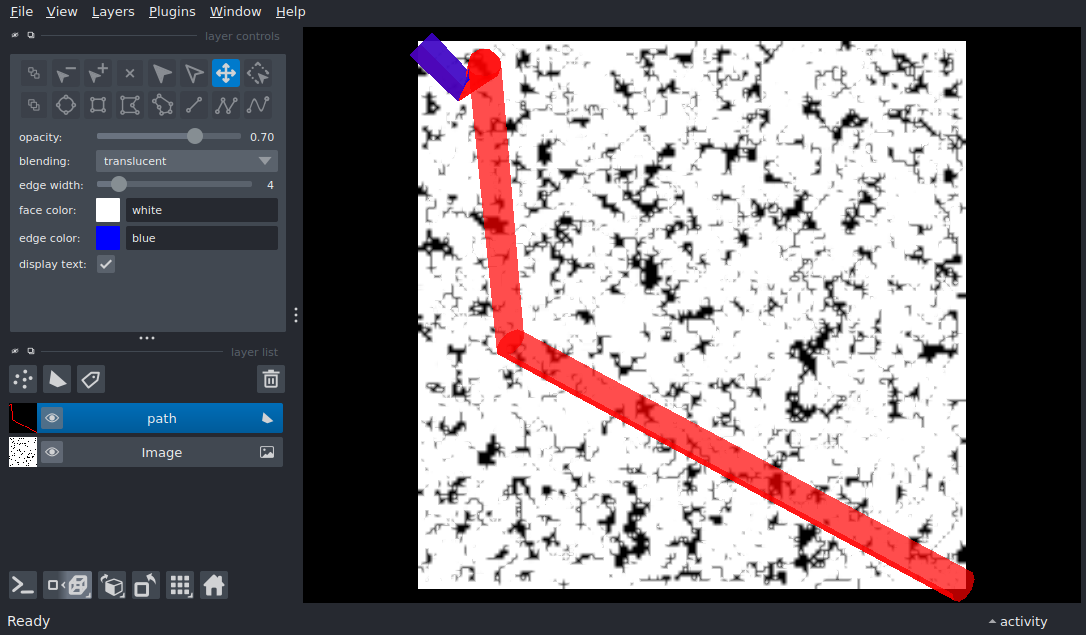 File View Layers Plugins Window Help
layer controls
opacity: 0.70
blending: translucent
edge width: 4
face color: white
edge color: blue
display text:
layer list
path
Image
Ready
activity